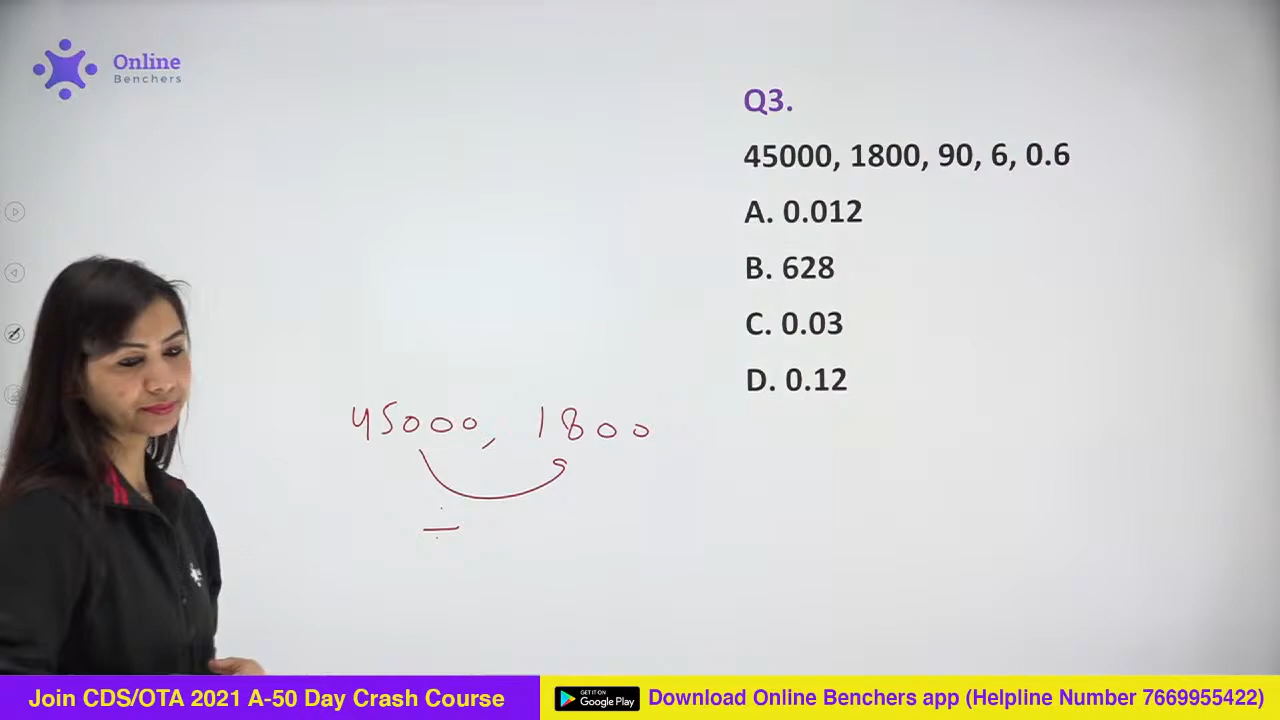 Online
Benchers
Q3.
45000, 1800, 90, 6, 0.6
A. 0.012
B. 628
C. 0.03
D. 0.12
45000, 1800
÷
Join CDS/OTA 2021 A-50 Day Crash Course
GET IT ON
Google Play
Download Online Benchers app (Helpline Number 7669955422)